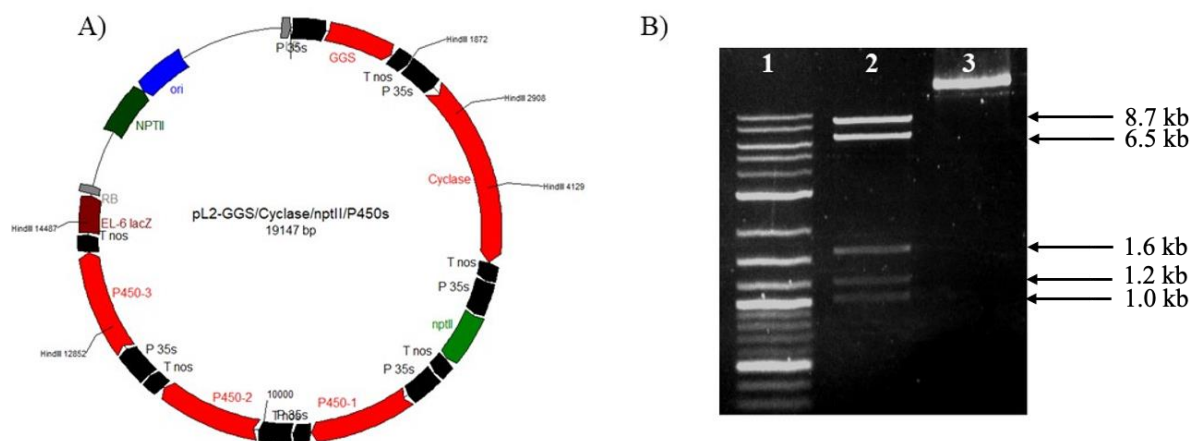 A)
P 35s
GGS
T nos
HindIII 1872
P 35s
HindIII 2908
Cyclase
HindIII 4129
pL2-GGS/Cyclase/nptII/P450s
19147 bp
T nos
P 35s
nptII
T nos
P 35s
P450-1
P 35s
T nos
10000
P450-2
T nos
P 35s
HindIII 12852
P450-3
T nos
HindIII 14487
EL-6 lacZ
RB
NPTII
ori
B)
1 2 3
8.7 kb
6.5 kb
1.6 kb
1.2 kb
1.0 kb